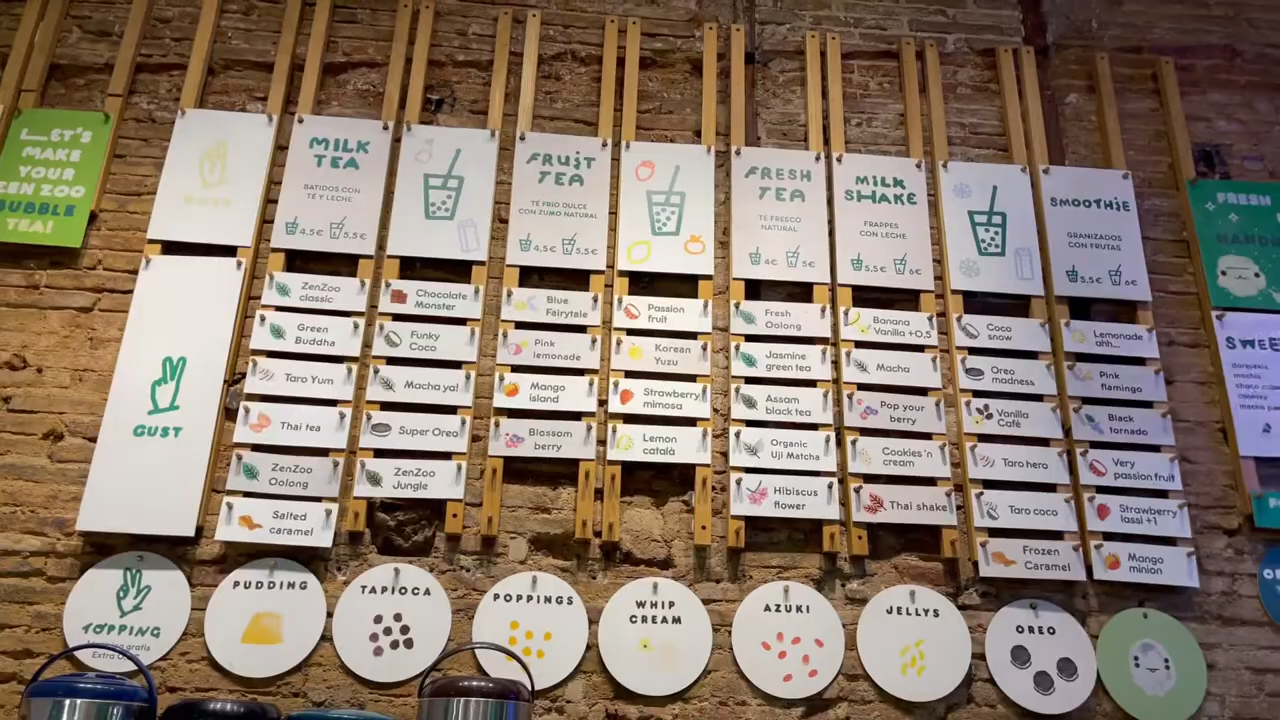 LET'S
MAKE
YOUR
EEN ZOO
BUBBLE
TEA!
GUST
MILK
TEA
BATIDOS CON
TÉ Y LECHE
4,5€ 5,5€
ZenZoo
classic
Green
Buddha
Taro Yum
Thai tea
ZenZoo
Oolong
Salted
caramel
Chocolate
Monster
Funky
Coco
Macha ya!
Super Oreo
ZenZoo
Jungle
FRUIT
TEA
TÉ FRIO DULCE
CON ZUMO NATURAL
4,5€ 5,5€
Blue
Fairytale
Pink
lemonade
Mango
island
Blossom
berry
Passion
fruit
Korean
Yuzu
Strawberry
mimosa
Lemon
català
FRESH
TEA
TÉ FRESCO
NATURAL
4€ 5€
Fresh
Oolong
Jasmine
green tea
Assam
black tea
Organic
Uji Matcha
Hibiscus
flower
MILK
SHAKE
FRAPPES
CON LECHE
5,5€ 6€
Banana
Vanilla +0,5
Macha
Pop your
berry
Cookies 'n
cream
Thai shake
Coco
snow
Oreo
madness
Vanilla
Café
Taro hero
Taro coco
Frozen
Caramel
SMOOTHIE
GRANIZADOS
CON FRUTAS
5,5€ 6€
Lemonade
ahh...
Pink
flamingo
Black
tornado
Very
passion fruit
Strawberry
lassi +1
Mango
minion
FRESH
SWEE
dorayakis
mochis
TOPPING
gratis
Extra
PUDDING
TAPIOCA
POPPINGS
WHIP
CREAM
AZUKI
JELLYS
OREO